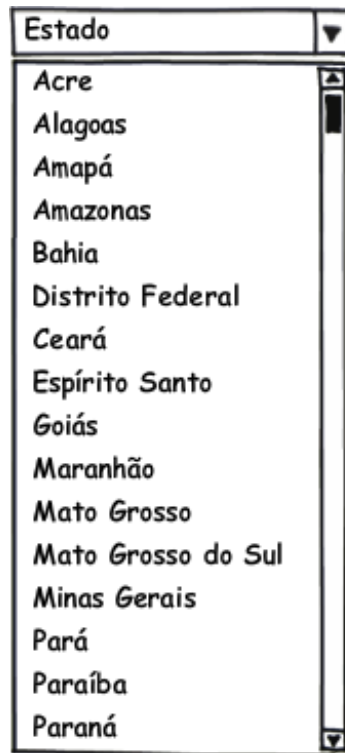 Estado
Acre
Alagoas
Amapá
Amazonas
Bahia
Distrito Federal
Ceará
Espírito Santo
Goiás
Maranhão
Mato Grosso
Mato Grosso do Sul
Minas Gerais
Pará
Paraíba
Paraná